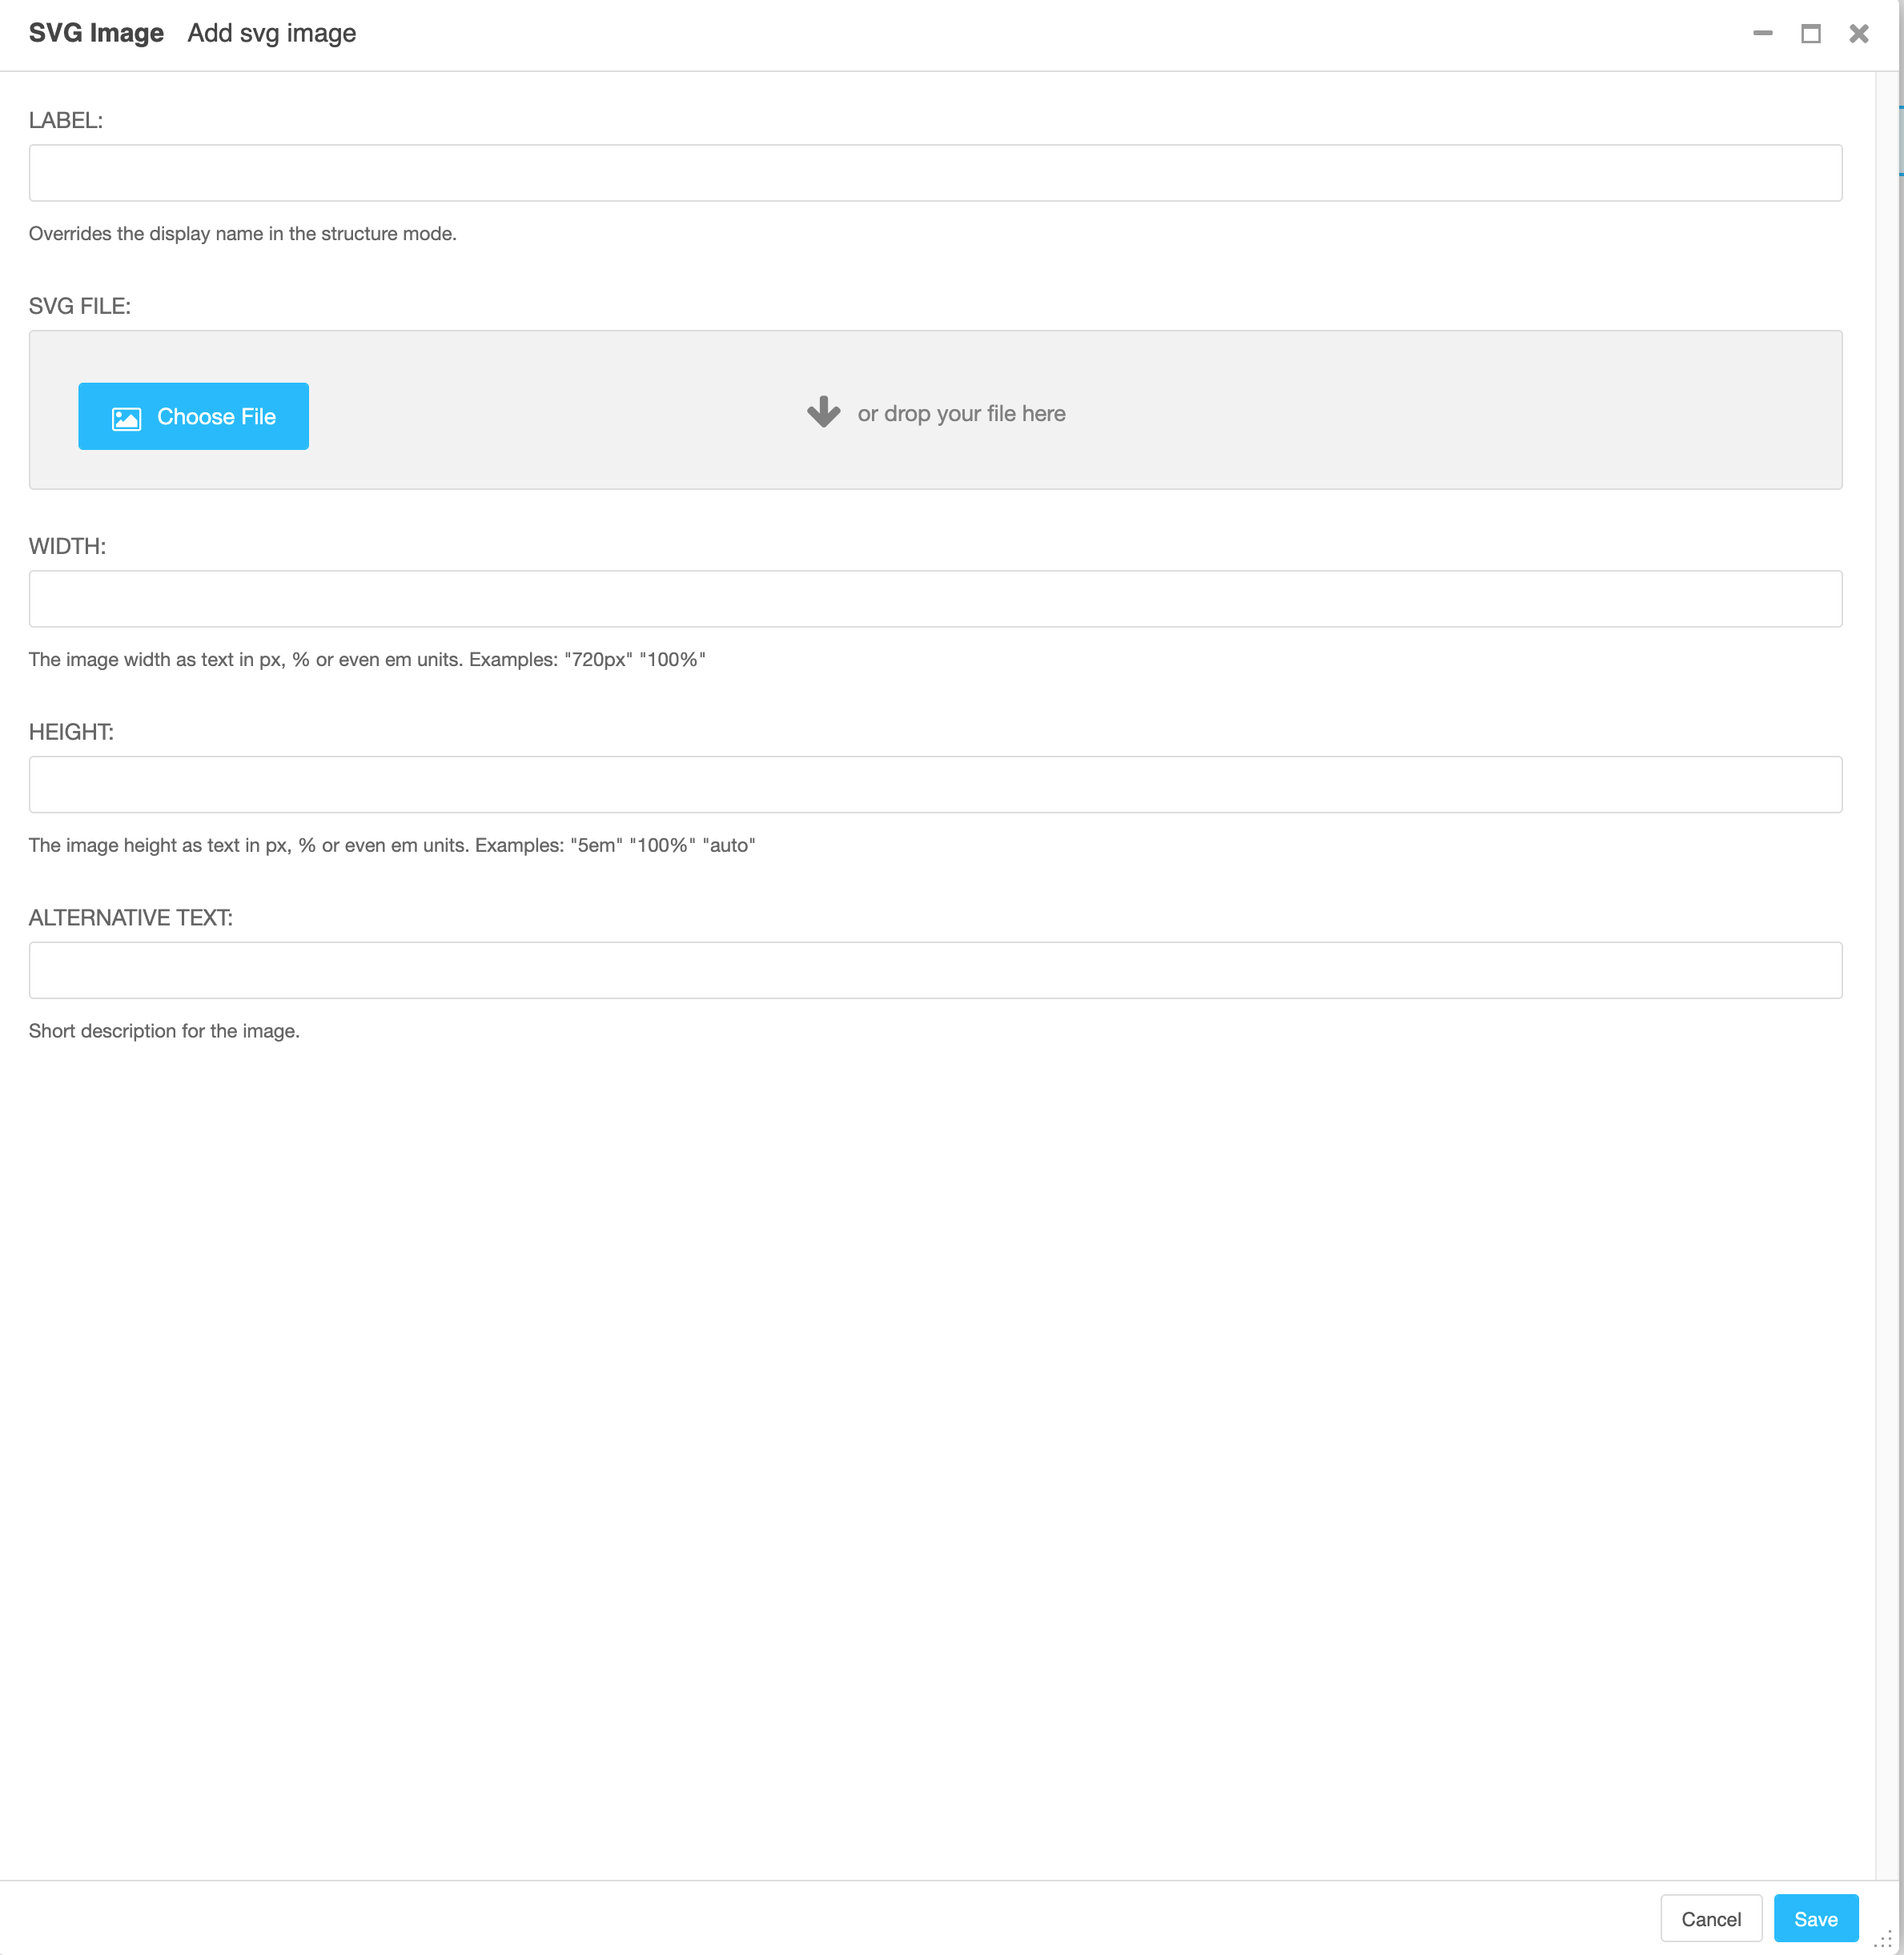 SVG Image Add svg image
LABEL:
Overrides the display name in the structure mode.
SVG FILE:
Choose File
or drop your file here
WIDTH:
The image width as text in px, % or even em units. Examples: "720px" "100%"
HEIGHT:
The image height as text in px, % or even em units. Examples: "5em" "100%" "auto"
ALTERNATIVE TEXT:
Short description for the image.
Cancel Save